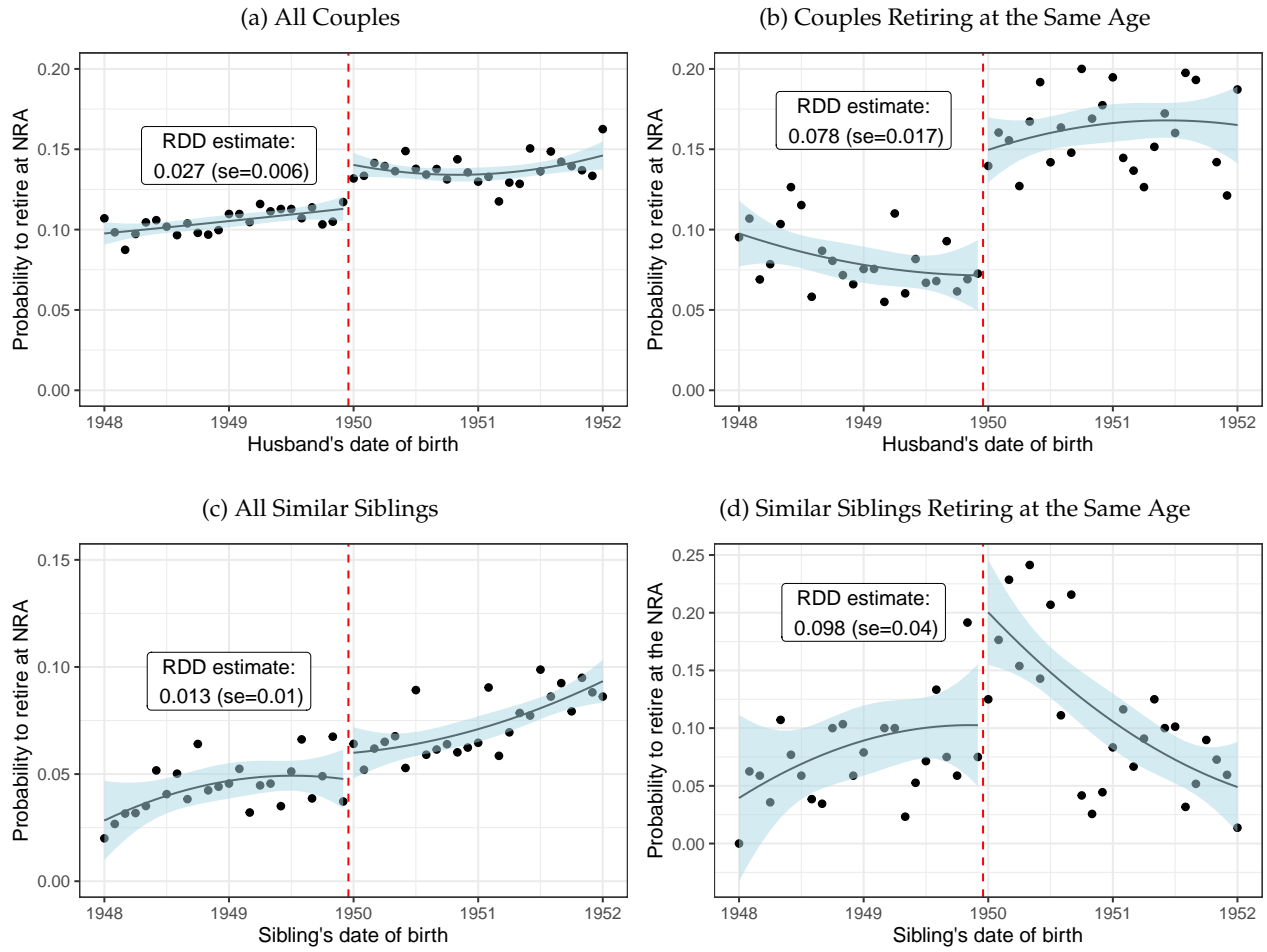 (a) All Couples
Probability to retire at NRA
0.20
0.15
0.10
0.05
0.00
RDD estimate:
0.027 (se=0.006)
1948 1949 1950 1951 1952
Husband's date of birth
(b) Couples Retiring at the Same Age
Probability to retire at NRA
0.20
0.15
0.10
0.05
0.00
RDD estimate:
0.078 (se=0.017)
1948 1949 1950 1951 1952
Husband's date of birth
(c) All Similar Siblings
Probability to retire at NRA
0.15
0.10
0.05
0.00
RDD estimate:
0.013 (se=0.01)
1948 1949 1950 1951 1952
Sibling's date of birth
(d) Similar Siblings Retiring at the Same Age
Probability to retire at the NRA
0.25
0.20
0.15
0.10
0.05
0.00
RDD estimate:
0.098 (se=0.04)
1948 1949 1950 1951 1952
Sibling's date of birth